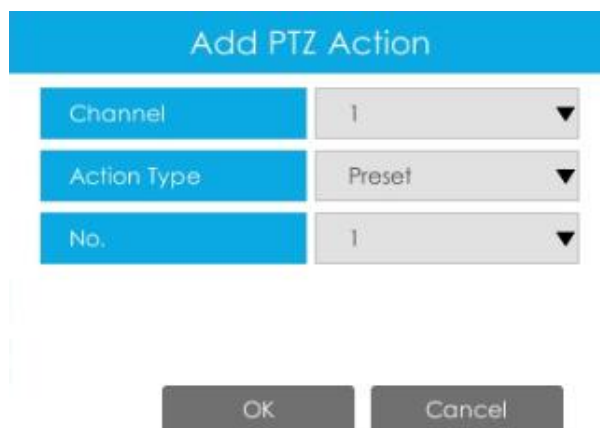 Add PTZ Action
Channel 1
Action Type Preset
No. 1
OK Cancel